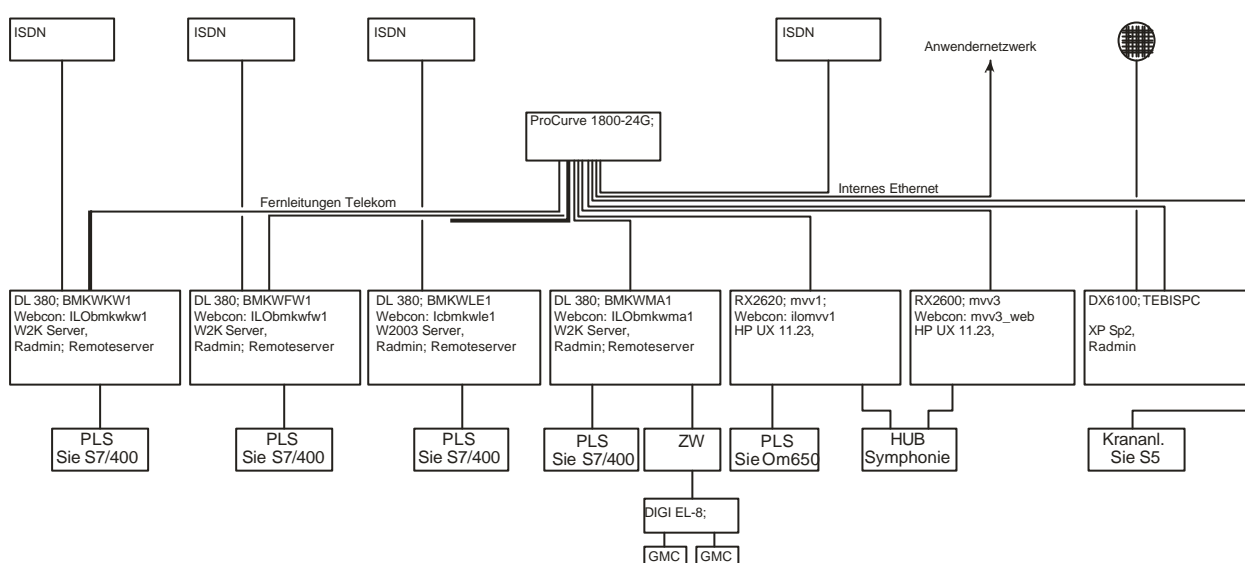 ISDN
ISDN
ISDN
ISDN
Anwendernetzwerk
ProCurve 1800-24G;
Fernleitungen Telekom
Internes Ethernet
DL 380; BMKWKW1
Webcon: ILObmkwkw1
W2K Server,
Radmin; Remoteserver
DL 380; BMKWFW1
Webcon: ILObmkwfw1
W2K Server,
Radmin; Remoteserver
DL 380; BMKWLE1
Webcon: lcbmkwle1
W2003 Server,
Radmin; Remoteserver
DL 380; BMKWMA1
Webcon: ILObmkwma1
W2K Server,
Radmin; Remoteserver
RX2620; mvv1;
Webcon: ilomvv1
HP UX 11.23,
RX2600; mvv3
Webcon: mvv3_web
HP UX 11.23,
DX6100; TEBISPC
XP Sp2,
Radmin
PLS
Sie S7/400
PLS
Sie S7/400
PLS
Sie S7/400
PLS
Sie S7/400
ZW
PLS
Sie Om650
HUB
Symphonie
Krananl.
Sie S5
DIGI EL-8;
GMC
GMC